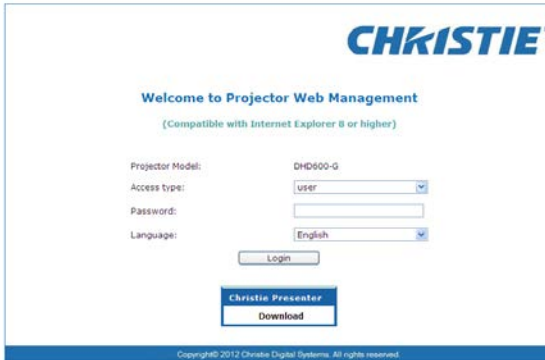 CHRISTIE
Welcome to Projector Web Management
(Compatible with Internet Explorer 8 or higher)
Projector Model: DHD600-G
Access type: user
Password:
Language: English
Login
Christie Presenter
Download
Copyright© 2012 Christie Digital Systems. All rights reserved.